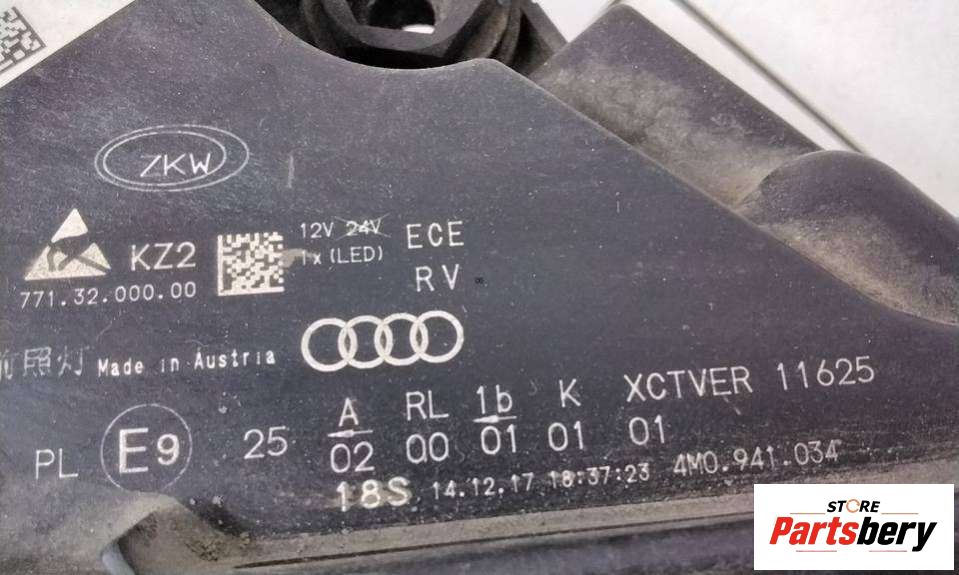 ZKW
KZ2
12V 24V
1x (LED)
ECE
RV
771.32.000.00
前照灯 Made in Austria
PL E9 25
A RL 1b K XCTVER 11625
02 00 01 01 01
18S 14.12.17 18:37:23 4M0.941.034
STORE
Partsbery